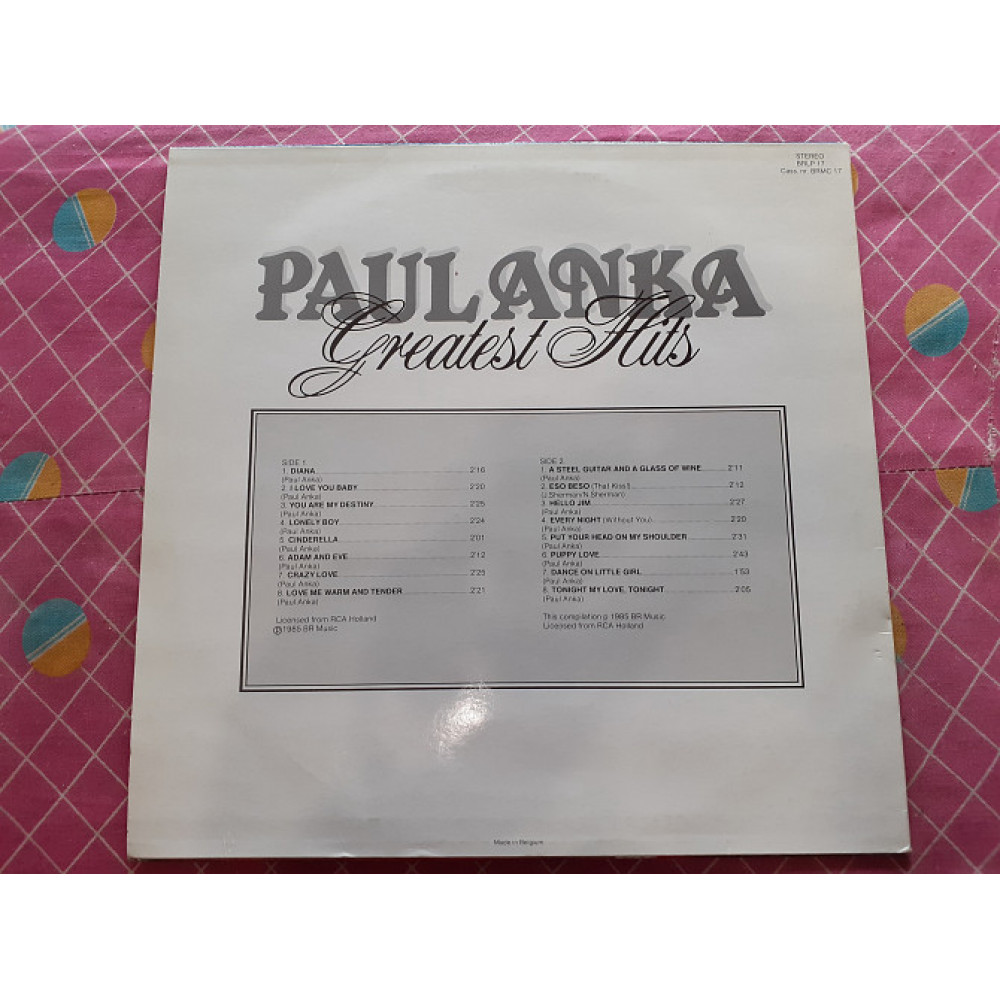 STEREO
BRLP 17
Cass. nr. BRMC 17
PAUL ANKA
Greatest Hits
SIDE 1
1. DIANA 2'16
(Paul Anka)
2. I LOVE YOU BABY 2'20
(Paul Anka)
3. YOU ARE MY DESTINY 2'25
(Paul Anka)
4. LONELY BOY 2'24
(Paul Anka)
5. CINDERELLA 2'01
(Paul Anka)
6. ADAM AND EVE 2'12
(Paul Anka)
7. CRAZY LOVE 2'25
(Paul Anka)
8. LOVE ME WARM AND TENDER 2'21
(Paul Anka)
Licensed from RCA Holland
℗1985 BR Music
SIDE 2
1. A STEEL GUITAR AND A GLASS OF WINE 2'11
(Paul Anka)
2. ESO BESO (That Kiss!) 2'12
(J.Sherman/N.Sherman)
3. HELLO JIM 2'27
(Paul Anka)
4. EVERY NIGHT (Without You) 2'20
(Paul Anka)
5. PUT YOUR HEAD ON MY SHOULDER 2'31
(Paul Anka)
6. PUPPY LOVE 2'43
(Paul Anka)
7. DANCE ON LITTLE GIRL 1'53
(Paul Anka)
8. TONIGHT MY LOVE, TONIGHT 2'05
(Paul Anka)
This compilation p 1985 BR Music
Licensed from RCA Holland
Made in Belgium